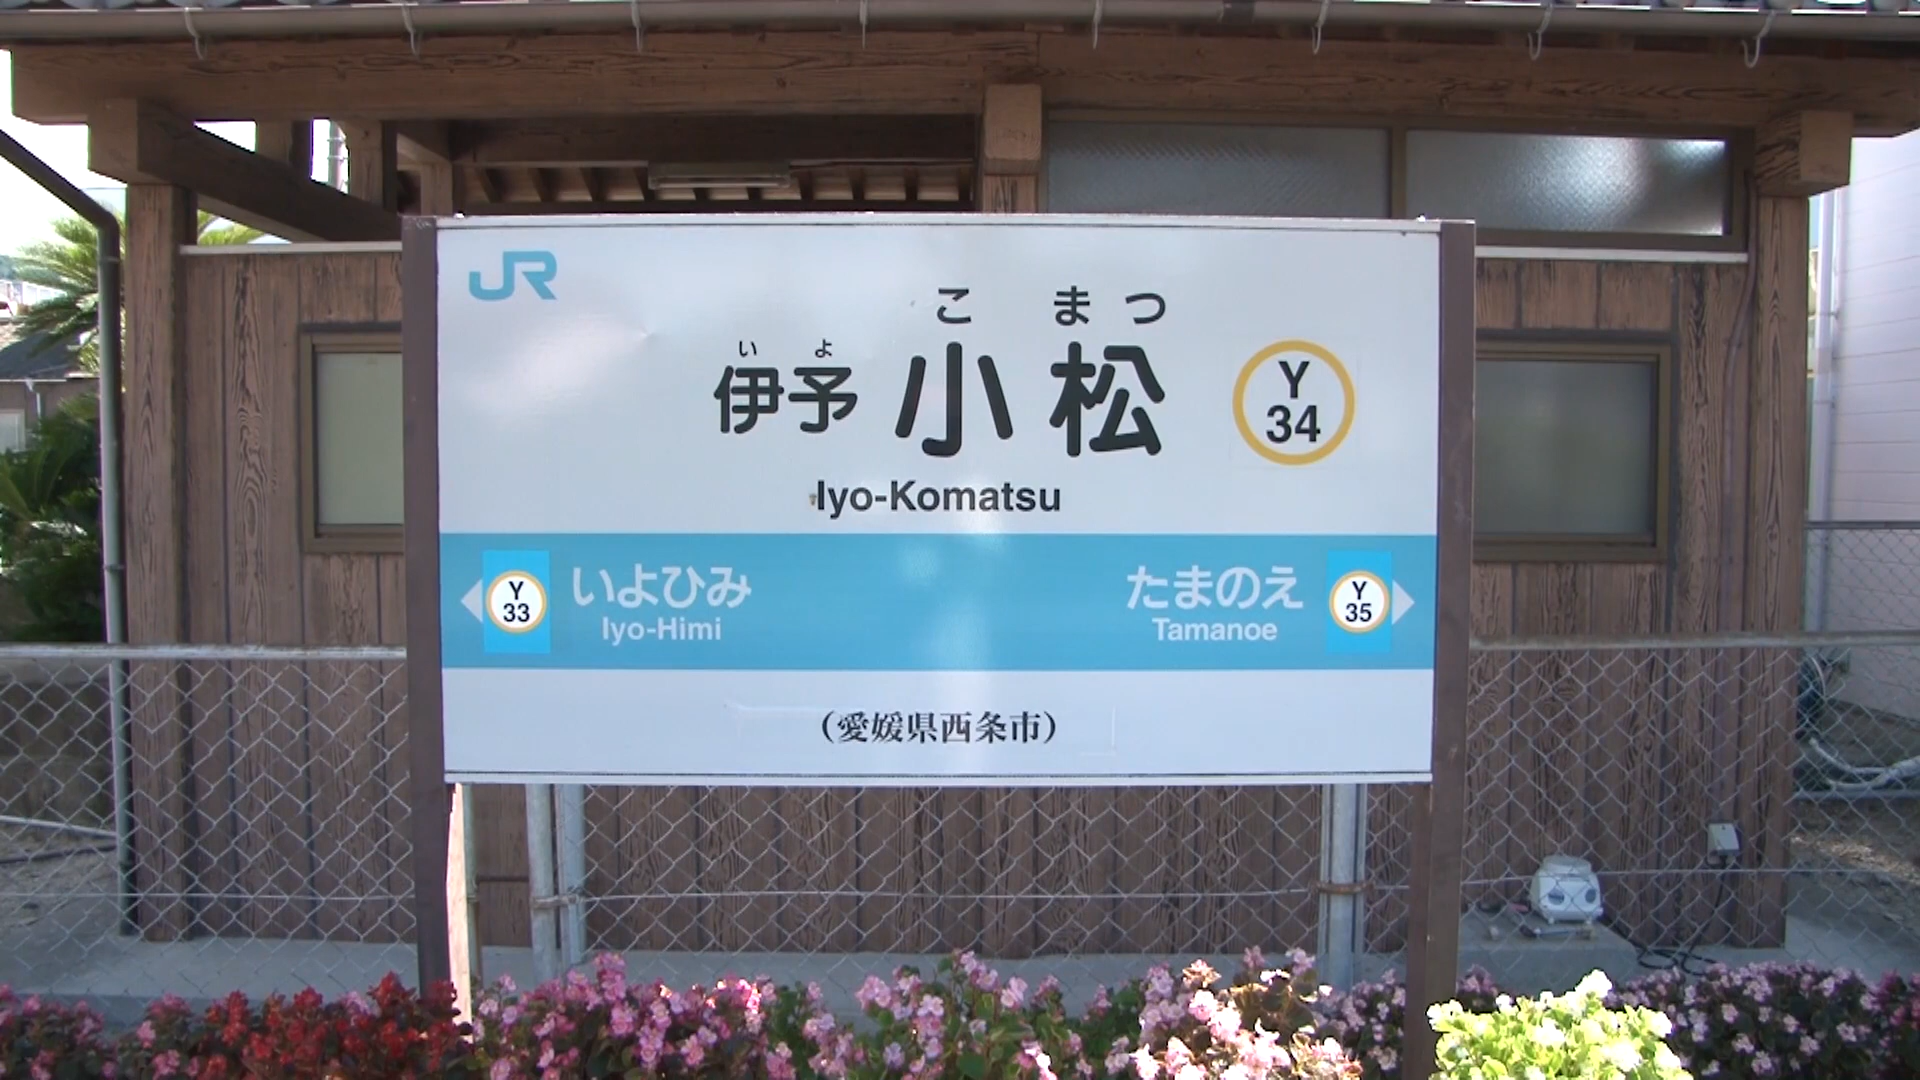 JR
いよ こまつ
伊予小松
Y
34
Iyo-Komatsu
Y
33
いよひみ
Iyo-Himi
たまのえ
Tamanoe
Y
35
（愛媛県西条市）